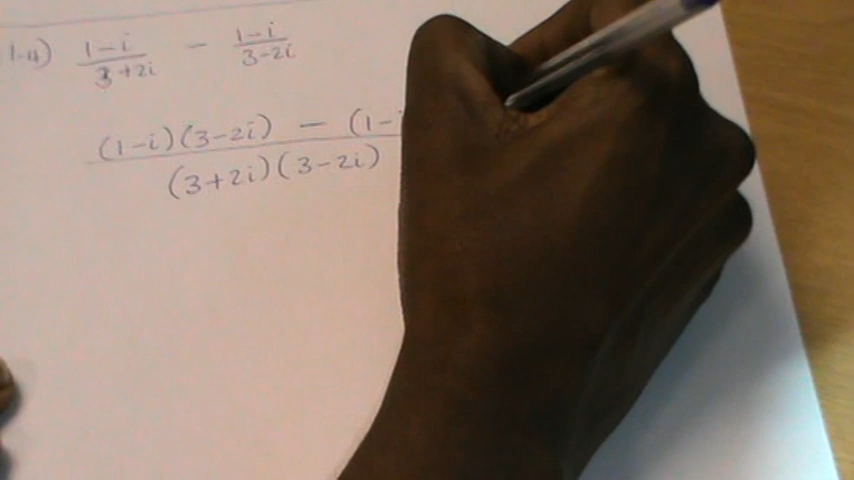 1.4) (1-i)/(3+2i) - (1-i)/(3-2i)
(1-i)(3-2i) - (1-i
(3+2i)(3-2i)